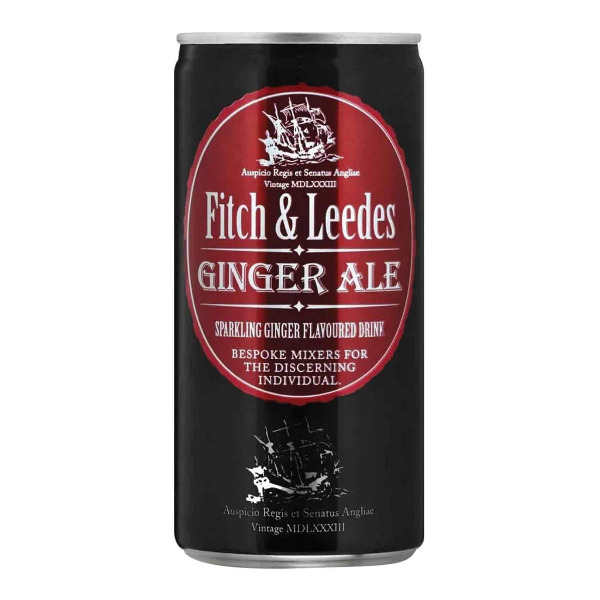 Auspicio Regis et Senatus Angliae
Vintage MDLXXXIII
Fitch & Leedes
GINGER ALE
SPARKLING GINGER FLAVOURED DRINK
BESPOKE MIXERS FOR
THE DISCERNING
INDIVIDUAL.
Auspicio Regis et Senatus Angliae
Vintage MDLXXXIII